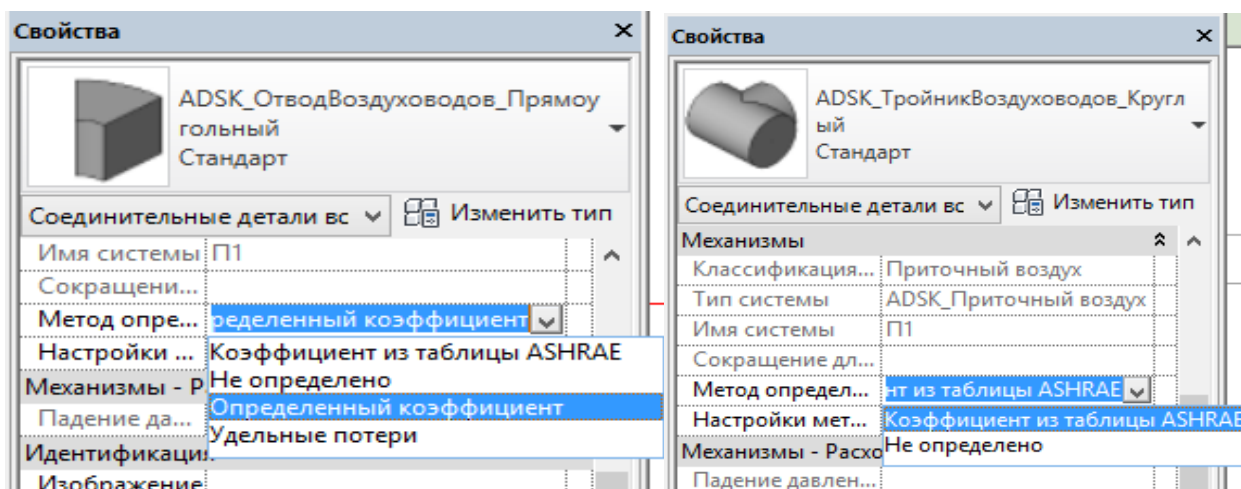 Свойства
ADSK_ОтводВоздуховодов_Прямоу
гольный
Стандарт
Соединительные детали вс
Изменить тип
Имя системы П1
Сокращени...
Метод опре... ределенный коэффициент
Настройки ... Коэффициент из таблицы ASHRAE
Не определено
Механизмы - Р
Определенный коэффициент
Падение да...
Удельные потери
Идентификаци
Изображение
Свойства
ADSK_ТройникВоздуховодов_Кругл
ый
Стандарт
Соединительные детали вс
Изменить тип
Механизмы
Классификация... Приточный воздух
Тип системы ADSK_Приточный воздух
Имя системы П1
Сокращение дл...
Метод определ... нт из таблицы ASHRAE
Настройки мет... Коэффициент из таблицы ASHRAE
Механизмы - Расхо Не определено
Падение давлен...